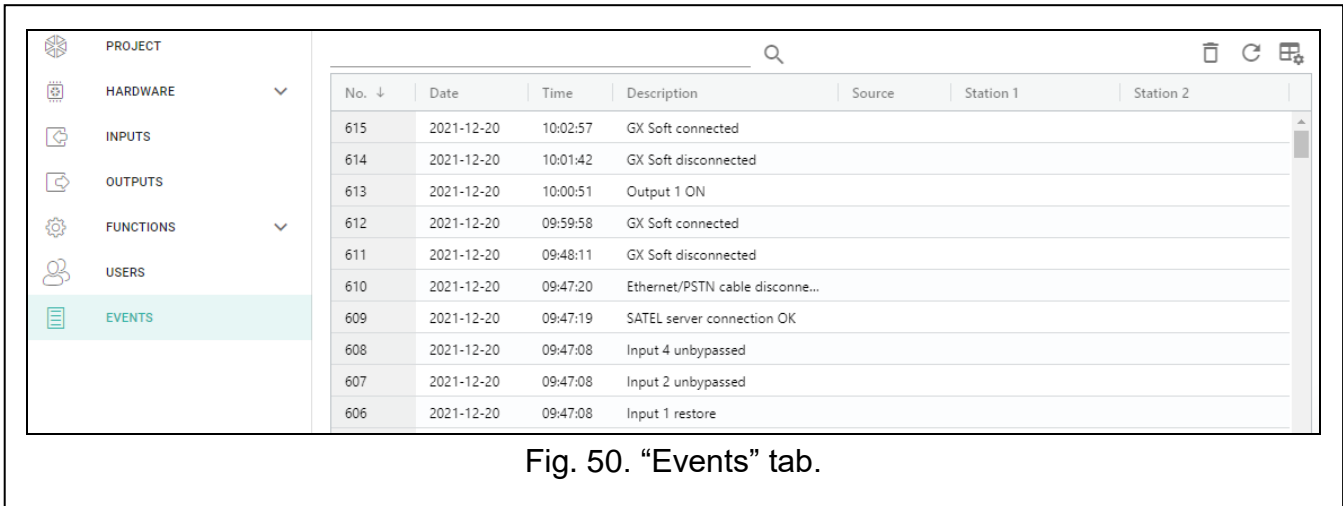 PROJECT
HARDWARE
INPUTS
OUTPUTS
FUNCTIONS
USERS
EVENTS
No. ↓ Date Time Description Source Station 1 Station 2
615 2021-12-20 10:02:57 GX Soft connected
614 2021-12-20 10:01:42 GX Soft disconnected
613 2021-12-20 10:00:51 Output 1 ON
612 2021-12-20 09:59:58 GX Soft connected
611 2021-12-20 09:48:11 GX Soft disconnected
610 2021-12-20 09:47:20 Ethernet/PSTN cable disconne...
609 2021-12-20 09:47:19 SATEL server connection OK
608 2021-12-20 09:47:08 Input 4 unbypassed
607 2021-12-20 09:47:08 Input 2 unbypassed
606 2021-12-20 09:47:08 Input 1 restore
Fig. 50. “Events” tab.